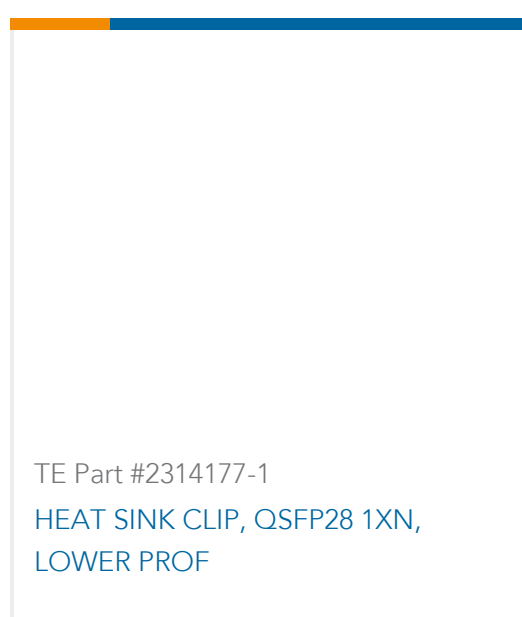 TE Part #2314177-1
HEAT SINK CLIP, QSFP28 1XN,
LOWER PROF